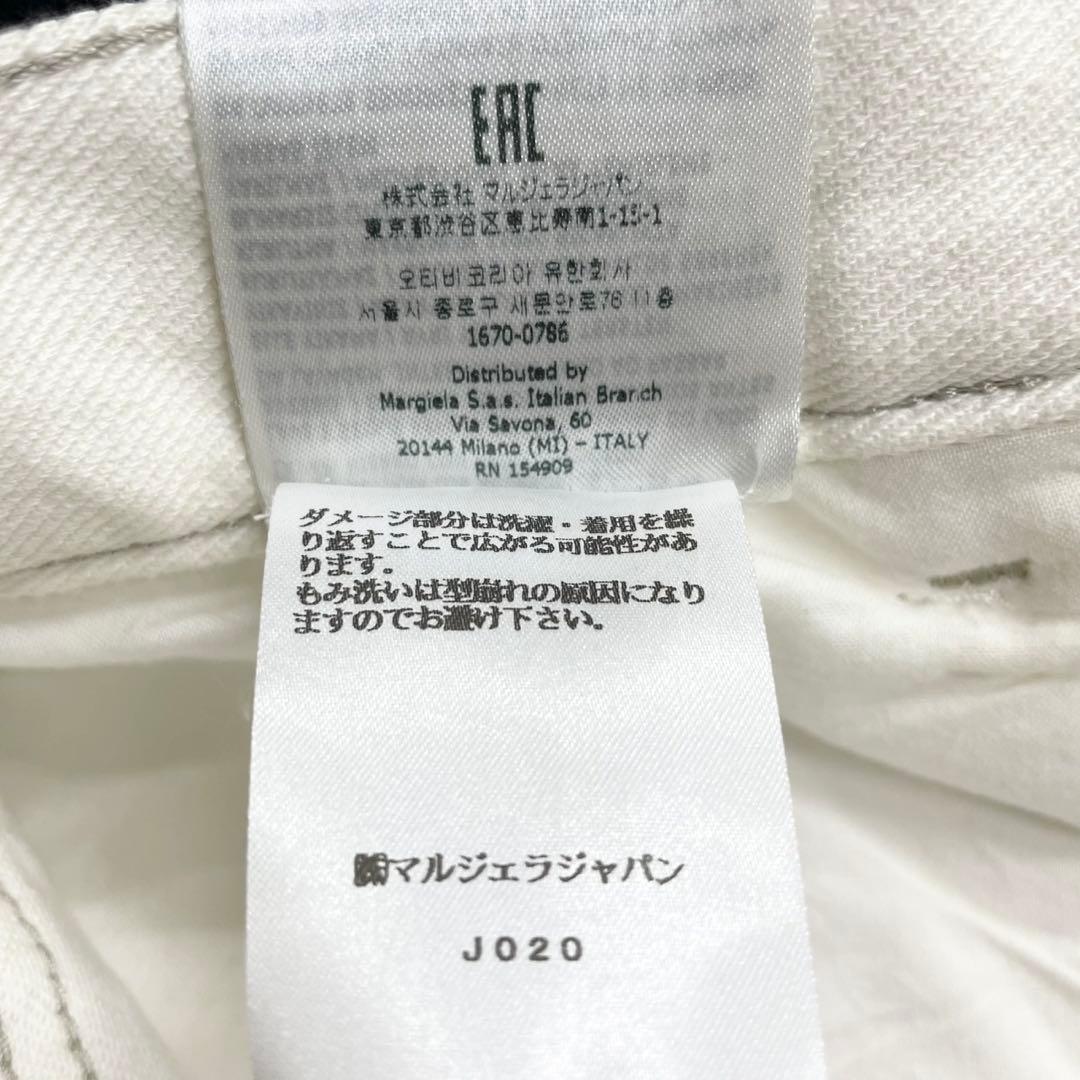 EAC
株式会社 マルジェラジャパン
東京都渋谷区恵比寿南1-15-1
오티비코리아 유한회사
서울시 종로구 새문안로76 11층
1670-0786
Distributed by
Margiela S.a.s. Italian Branch
Via Savona, 60
20144 Milano (MI) – ITALY
RN 154909
ダメージ部分は洗濯・着用を繰
り返すことで広がる可能性があ
ります。
もみ洗いは型崩れの原因になり
ますのでお避け下さい。
㈱マルジェラジャパン
J020